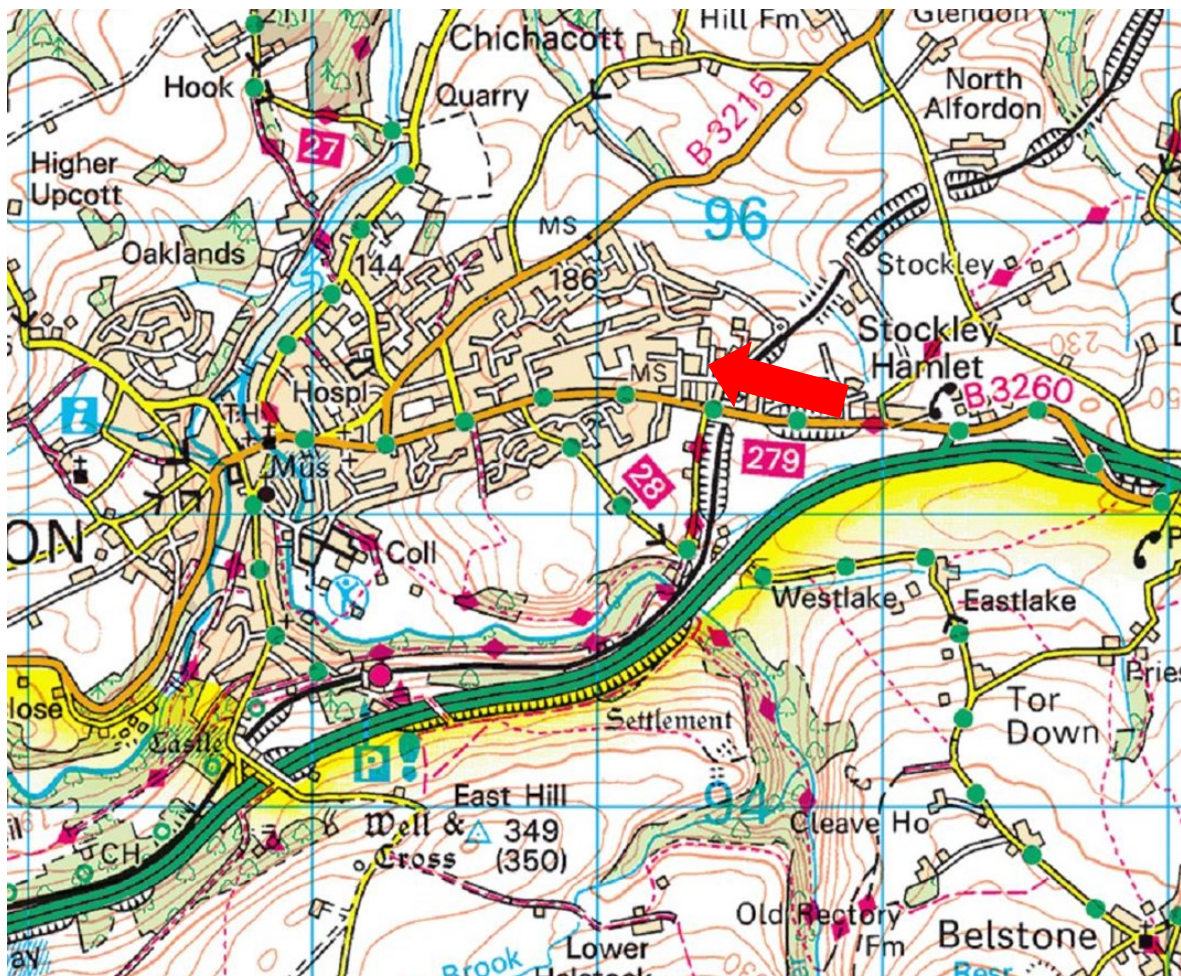 Hill Fm
Glendon
Chichacott
Hook
Quarry
B 3215
North
Alfordon
27
Higher
Upcott
96
MS
Oaklands
144
186
Stockley
Stockley
Hamlet
230
MS
Hospl
B 3260
TH
i
Mus
279
28
ON
Coll
Westlake
Eastlake
Tor
Down
Settlement
Castle
P
East Hill
94
Well &
Cross
349
(350)
Cleave Ho
CH
Old Rectory
Fm
Belstone
Lower
Brook